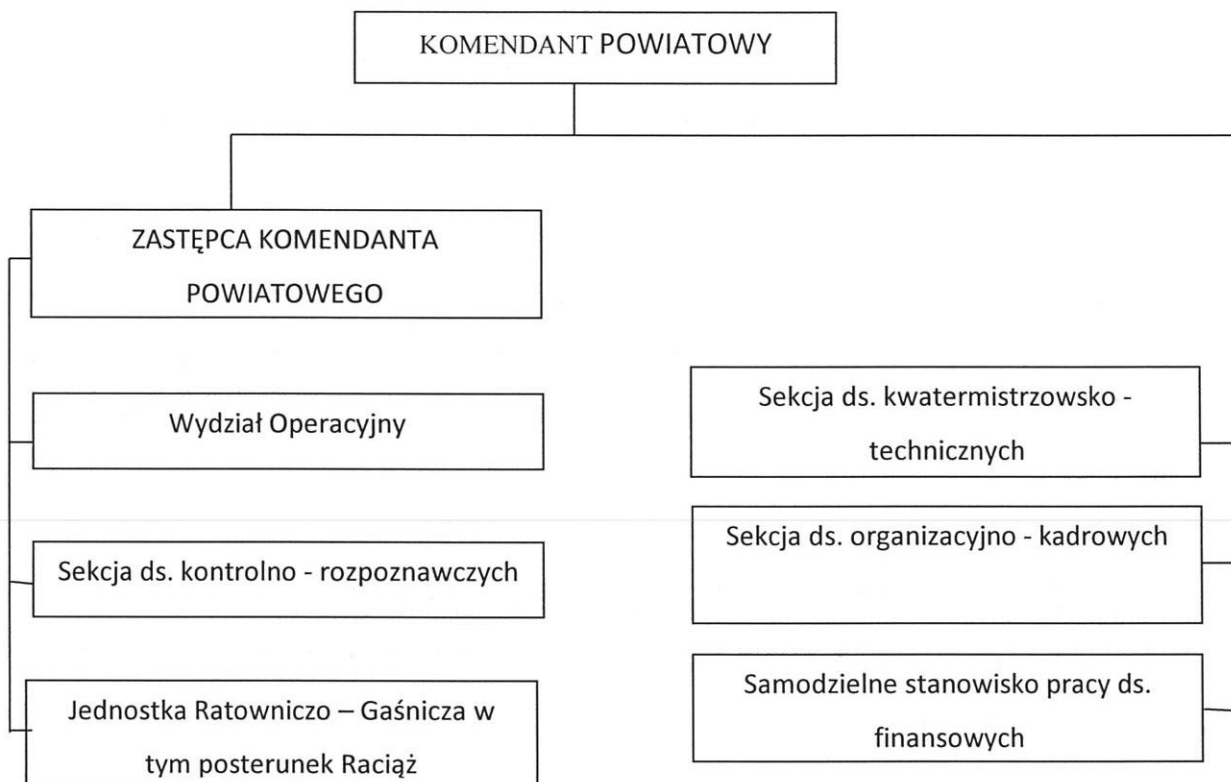 KOMENDANT POWIATOWY
ZASTĘPCA KOMENDANTA
POWIATOWEGO
Wydział Operacyjny
Sekcja ds. kontrolno - rozpoznawczych
Jednostka Ratowniczo – Gaśnicza w
tym posterunek Raciąż
Sekcja ds. kwatermistrzowsko -
technicznych
Sekcja ds. organizacyjno - kadrowych
Samodzielne stanowisko pracy ds.
finansowych